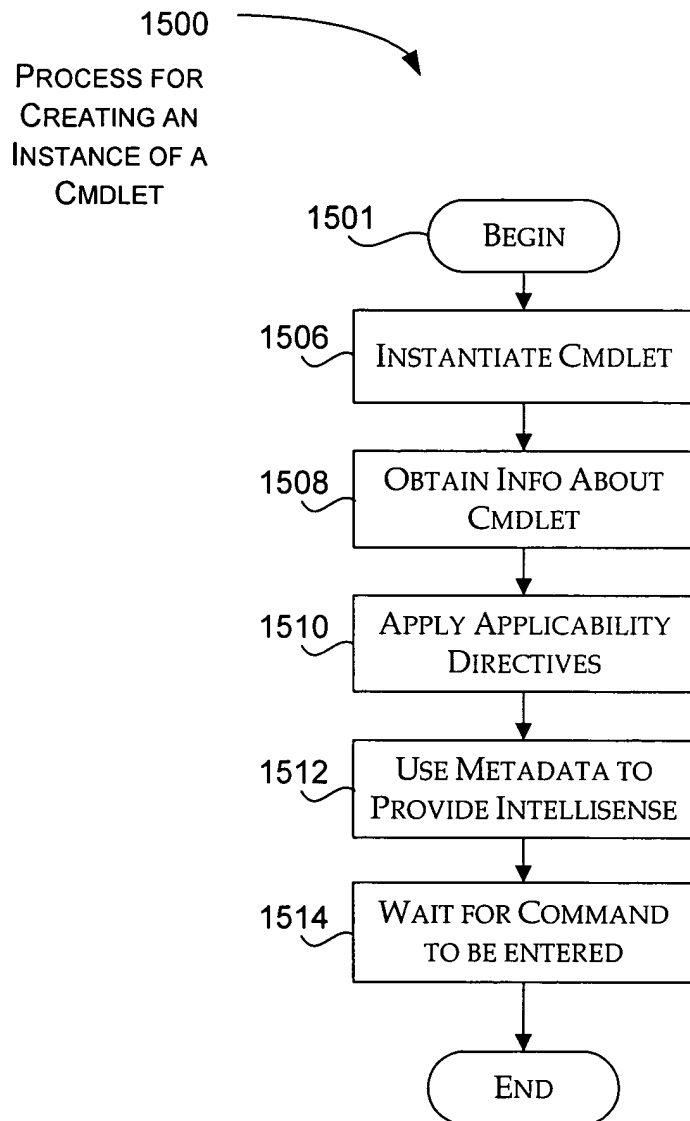 1500
PROCESS FOR
CREATING AN
INSTANCE OF A
CMDLET
1501
BEGIN
1506
INSTANTIATE CMDLET
1508
OBTAIN INFO ABOUT
CMDLET
1510
APPLY APPLICABILITY
DIRECTIVES
1512
USE METADATA TO
PROVIDE INTELLISENSE
1514
WAIT FOR COMMAND
TO BE ENTERED
END